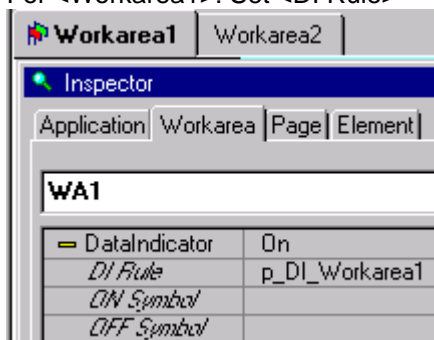 For <Workarea1>: Set <DI Rule>
Workarea1 Workarea2
Inspector
Application Workarea Page Element
WA1
DataIndicator On
DI Rule p_DI_Workarea1
ON Symbol
OFF Symbol